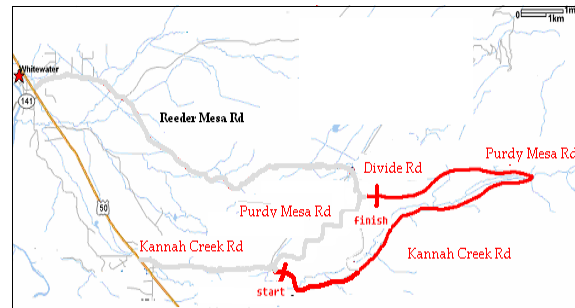 0 1m
1km
Whitewater
141
Reeder Mesa Rd
Divide Rd
Purdy Mesa Rd
50
Purdy Mesa Rd
finish
Kannah Creek Rd
Kannah Creek Rd
start